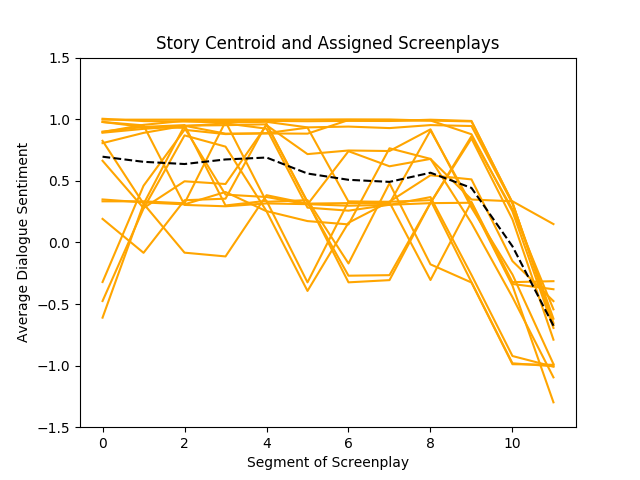 Story Centroid and Assigned Screenplays
Average Dialogue Sentiment
1.5
1.0
0.5
0.0
−0.5
−1.0
−1.5
0 2 4 6 8 10
Segment of Screenplay